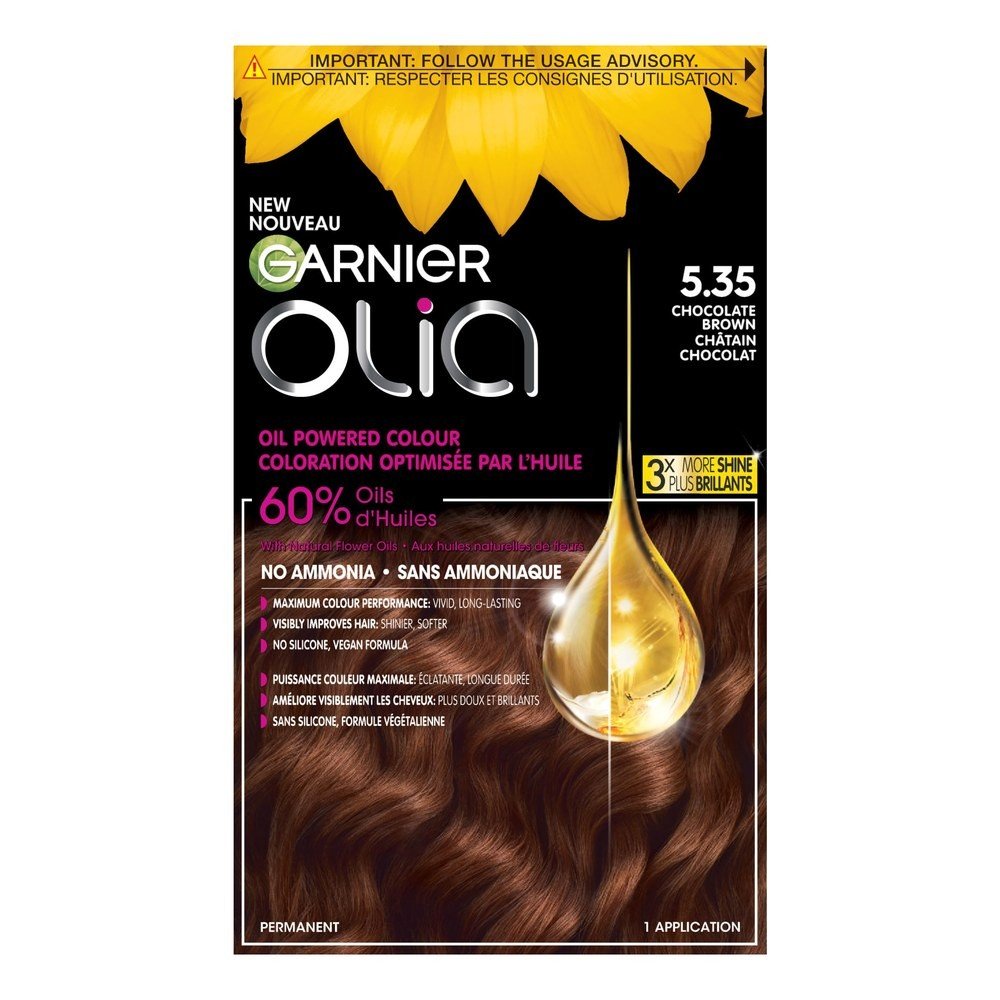 IMPORTANT: FOLLOW THE USAGE ADVISORY.
IMPORTANT: RESPECTER LES CONSIGNES D'UTILISATION.
NEW
NOUVEAU
GARNIER
OLIA
5.35
CHOCOLATE
BROWN
CHÂTAIN
CHOCOLAT
OIL POWERED COLOUR
COLORATION OPTIMISÉE PAR L'HUILE
3X MORE SHINE
PLUS BRILLANTS
60% Oils
d'Huiles
With Natural Flower Oils • Aux huiles naturelles de fleurs
NO AMMONIA • SANS AMMONIAQUE
MAXIMUM COLOUR PERFORMANCE: VIVID, LONG-LASTING
VISIBLY IMPROVES HAIR: SHINIER, SOFTER
NO SILICONE, VEGAN FORMULA
PUISSANCE COULEUR MAXIMALE: ÉCLATANTE, LONGUE DURÉE
AMÉLIORE VISIBLEMENT LES CHEVEUX: PLUS DOUX ET BRILLANTS
SANS SILICONE, FORMULE VÉGÉTALIENNE
PERMANENT
1 APPLICATION